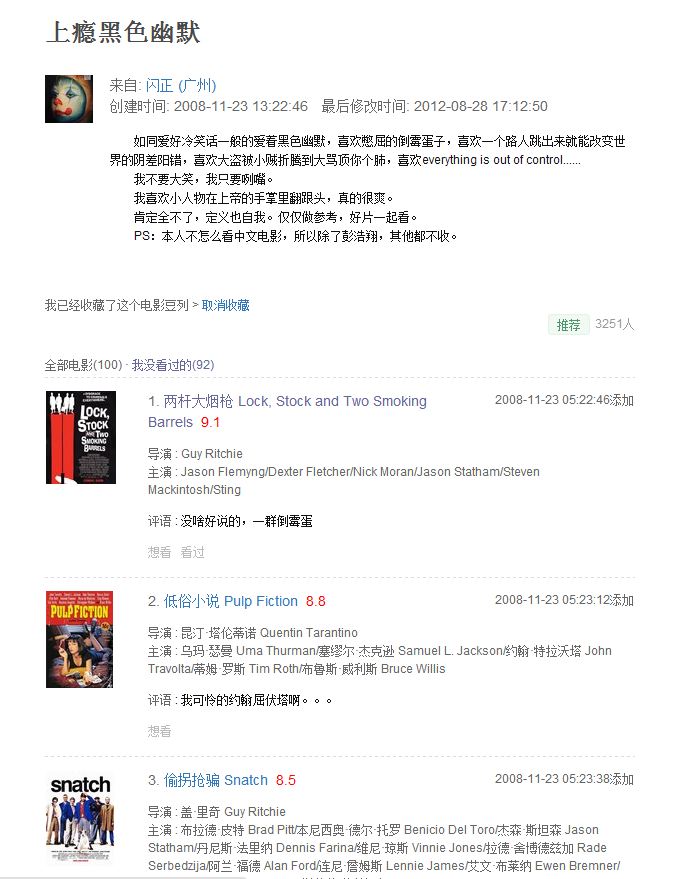 上瘾黑色幽默
来自: 闪正 (广州)
创建时间: 2008-11-23 13:22:46 最后修改时间: 2012-08-28 17:12:50
如同爱好冷笑话一般的爱着黑色幽默，喜欢憋屈的倒霉蛋子，喜欢一个路人跳出来就能改变世
界的阴差阳错，喜欢大盗被小贼折腾到大骂顶你个肺，喜欢everything is out of control......
我不要大笑，我只要咧嘴。
我喜欢小人物在上帝的手掌里翻跟头，真的很爽。
肯定全不了，定义也自我。仅仅做参考，好片一起看。
PS：本人不怎么看中文电影，所以除了彭浩翔，其他都不收。
我已经收藏了这个电影豆列 > 取消收藏
推荐 3251人
全部电影(100) · 我没看过的(92)
LOCK,
STOCK
AND TWO
SMOKING
BARRELS
1. 两杆大烟枪 Lock, Stock and Two Smoking
Barrels 9.1
2008-11-23 05:22:46添加
导演 : Guy Ritchie
主演 : Jason Flemyng/Dexter Fletcher/Nick Moran/Jason Statham/Steven
Mackintosh/Sting
评语 : 没啥好说的，一群倒霉蛋
想看 看过
PULP FICTION
2. 低俗小说 Pulp Fiction 8.8
2008-11-23 05:23:12添加
导演 : 昆汀·塔伦蒂诺 Quentin Tarantino
主演 : 乌玛·瑟曼 Uma Thurman/塞缪尔·杰克逊 Samuel L. Jackson/约翰·特拉沃塔 John
Travolta/蒂姆·罗斯 Tim Roth/布鲁斯·威利斯 Bruce Willis
评语 : 我可怜的约翰屈伏塔啊。。。
想看
snatch
3. 偷拐抢骗 Snatch 8.5
2008-11-23 05:23:38添加
导演 : 盖·里奇 Guy Ritchie
主演 : 布拉德·皮特 Brad Pitt/本尼西奥·德尔·托罗 Benicio Del Toro/杰森·斯坦森 Jason
Statham/丹尼斯·法里纳 Dennis Farina/维尼·琼斯 Vinnie Jones/拉德·舍博德兹加 Rade
Serbedzija/阿兰·福德 Alan Ford/连尼·詹姆斯 Lennie James/艾文·布莱纳 Ewen Bremner/